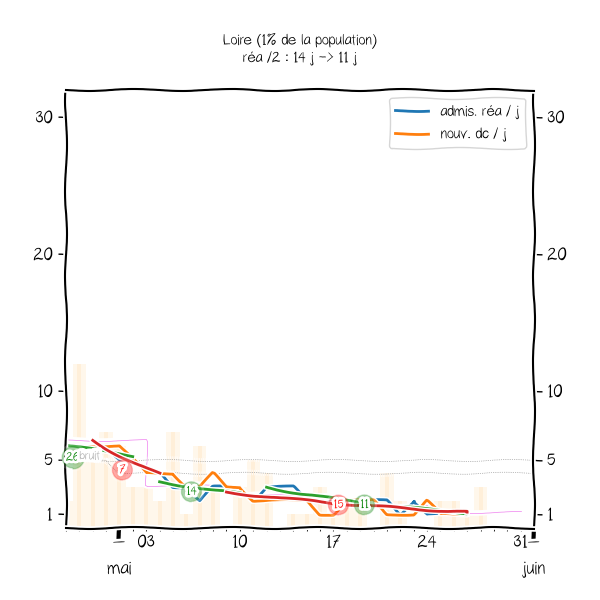 Loire (1% de la population)
réa /2 : 14 j -> 11 j
admis. réa / j
nouv. dc / j
30 30
20 20
10 10
5 5
1 1
26 bruit 7 14 15 11
03 10 17 24 31
mai juin